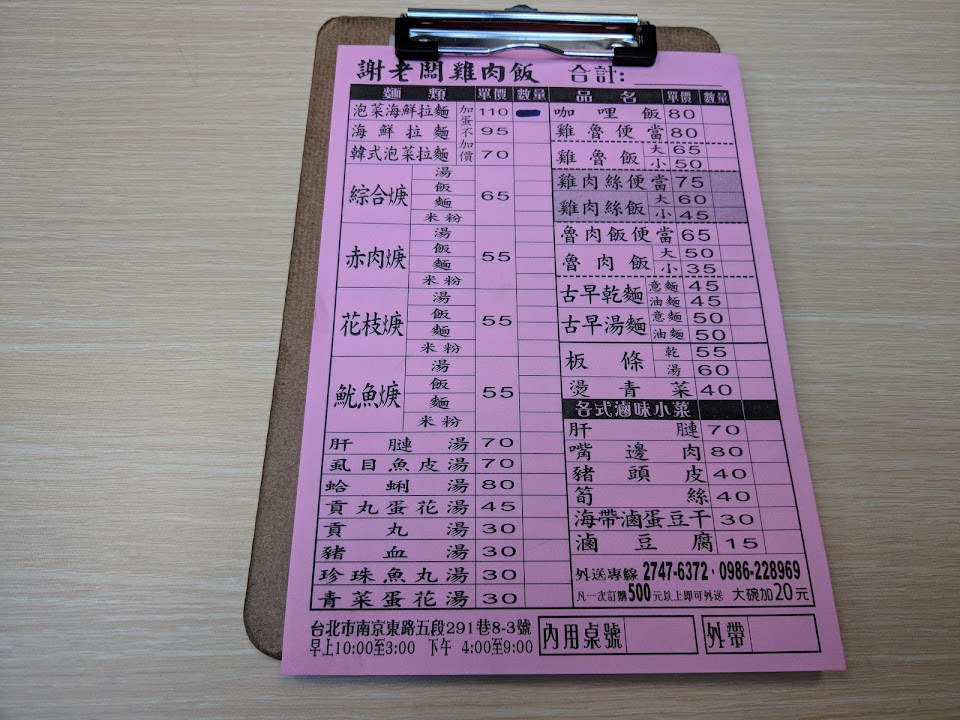 謝老闆雞肉飯 合計:
麵類 單價 數量
泡菜海鮮拉麵 110
海鮮拉麵 95
韓式泡菜拉麵 70
加蛋不加價
綜合焿 湯 飯 麵 米粉 65
赤肉焿 湯 飯 麵 米粉 55
花枝焿 湯 飯 麵 米粉 55
魷魚焿 湯 飯 麵 米粉 55
肝腱湯 70
虱目魚皮湯 70
蛤蜊湯 80
貢丸蛋花湯 45
貢丸湯 30
豬血湯 30
珍珠魚丸湯 30
青菜蛋花湯 30
品名 單價 數量
咖哩飯 80
雞魯便當 80
雞魯飯 大 65
小 50
雞肉絲便當 75
雞肉絲飯 大 60
小 45
魯肉飯便當 65
魯肉飯 大 50
小 35
古早乾麵 意麵 45
油麵 45
古早湯麵 意麵 50
油麵 50
板條 乾 55
湯 60
燙青菜 40
各式滷味小菜
肝腱 70
嘴邊肉 80
豬頭皮 40
筍絲 40
海帶滷蛋豆干 30
滷豆腐 15
外送專線 2747-6372,0986-228969
凡一次訂購500元以上即可外送 大碗加20元
台北市南京東路五段291巷8-3號
早上10:00至3:00 下午 4:00至9:00
內用桌號 外帶